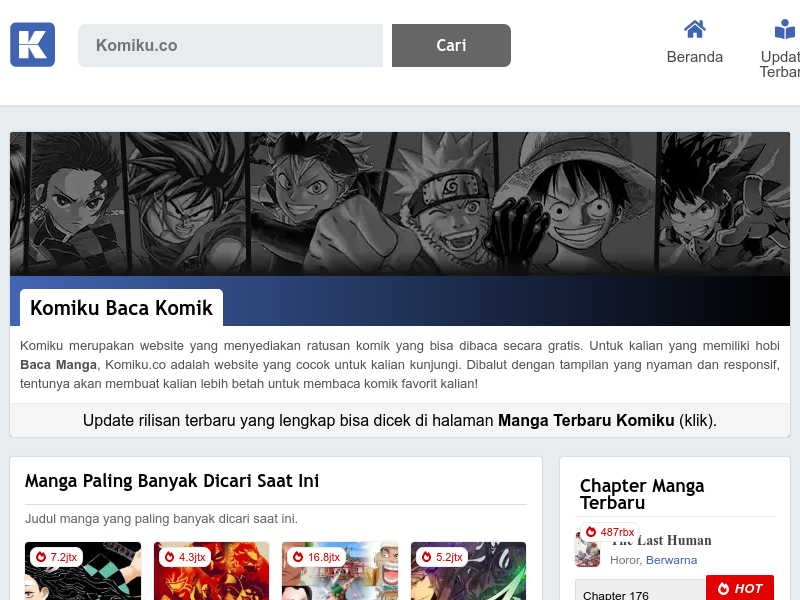 K
Komiku.co
Cari
Beranda
Updat
Terbar
Komiku Baca Komik
Komiku merupakan website yang menyediakan ratusan komik yang bisa dibaca secara gratis. Untuk kalian yang memiliki hobi
Baca Manga, Komiku.co adalah website yang cocok untuk kalian kunjungi. Dibalut dengan tampilan yang nyaman dan responsif,
tentunya akan membuat kalian lebih betah untuk membaca komik favorit kalian!
Update rilisan terbaru yang lengkap bisa dicek di halaman Manga Terbaru Komiku (klik).
Manga Paling Banyak Dicari Saat Ini
Judul manga yang paling banyak dicari saat ini.
7.2jtx
4.3jtx
16.8jtx
5.2jtx
Chapter Manga
Terbaru
487rbx
The Last Human
Horor, Berwarna
Chapter 176
HOT